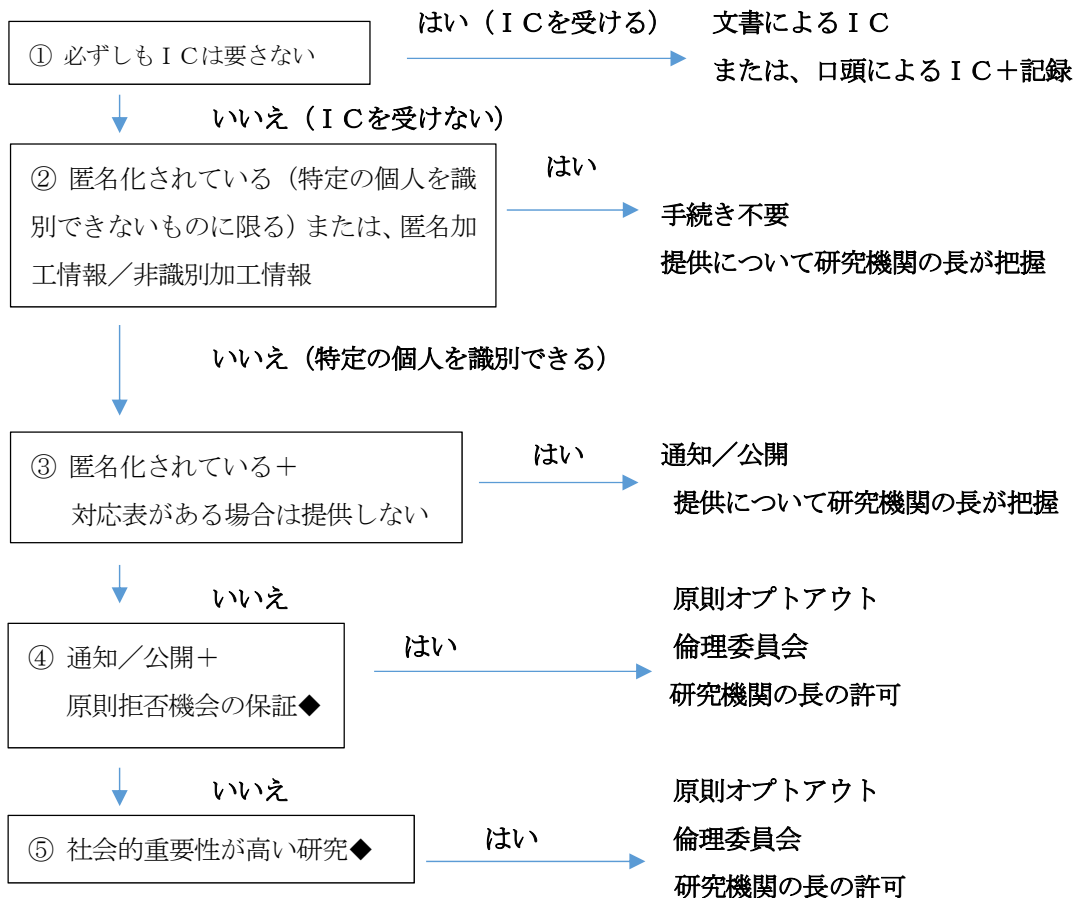 はい（ＩＣを受ける）
文書によるＩＣ
① 必ずしもＩＣは要さない
または、口頭によるＩＣ＋記録
いいえ（ＩＣを受けない）
② 匿名化されている（特定の個人を識
別できないものに限る）または、匿名加
工情報／非識別加工情報
はい
手続き不要
提供について研究機関の長が把握
いいえ（特定の個人を識別できる）
③ 匿名化されている＋
対応表がある場合は提供しない
はい
通知／公開
提供について研究機関の長が把握
いいえ
④ 通知／公開＋
原則拒否機会の保証◆
はい
原則オプトアウト
倫理委員会
研究機関の長の許可
いいえ
⑤ 社会的重要性が高い研究◆
はい
原則オプトアウト
倫理委員会
研究機関の長の許可